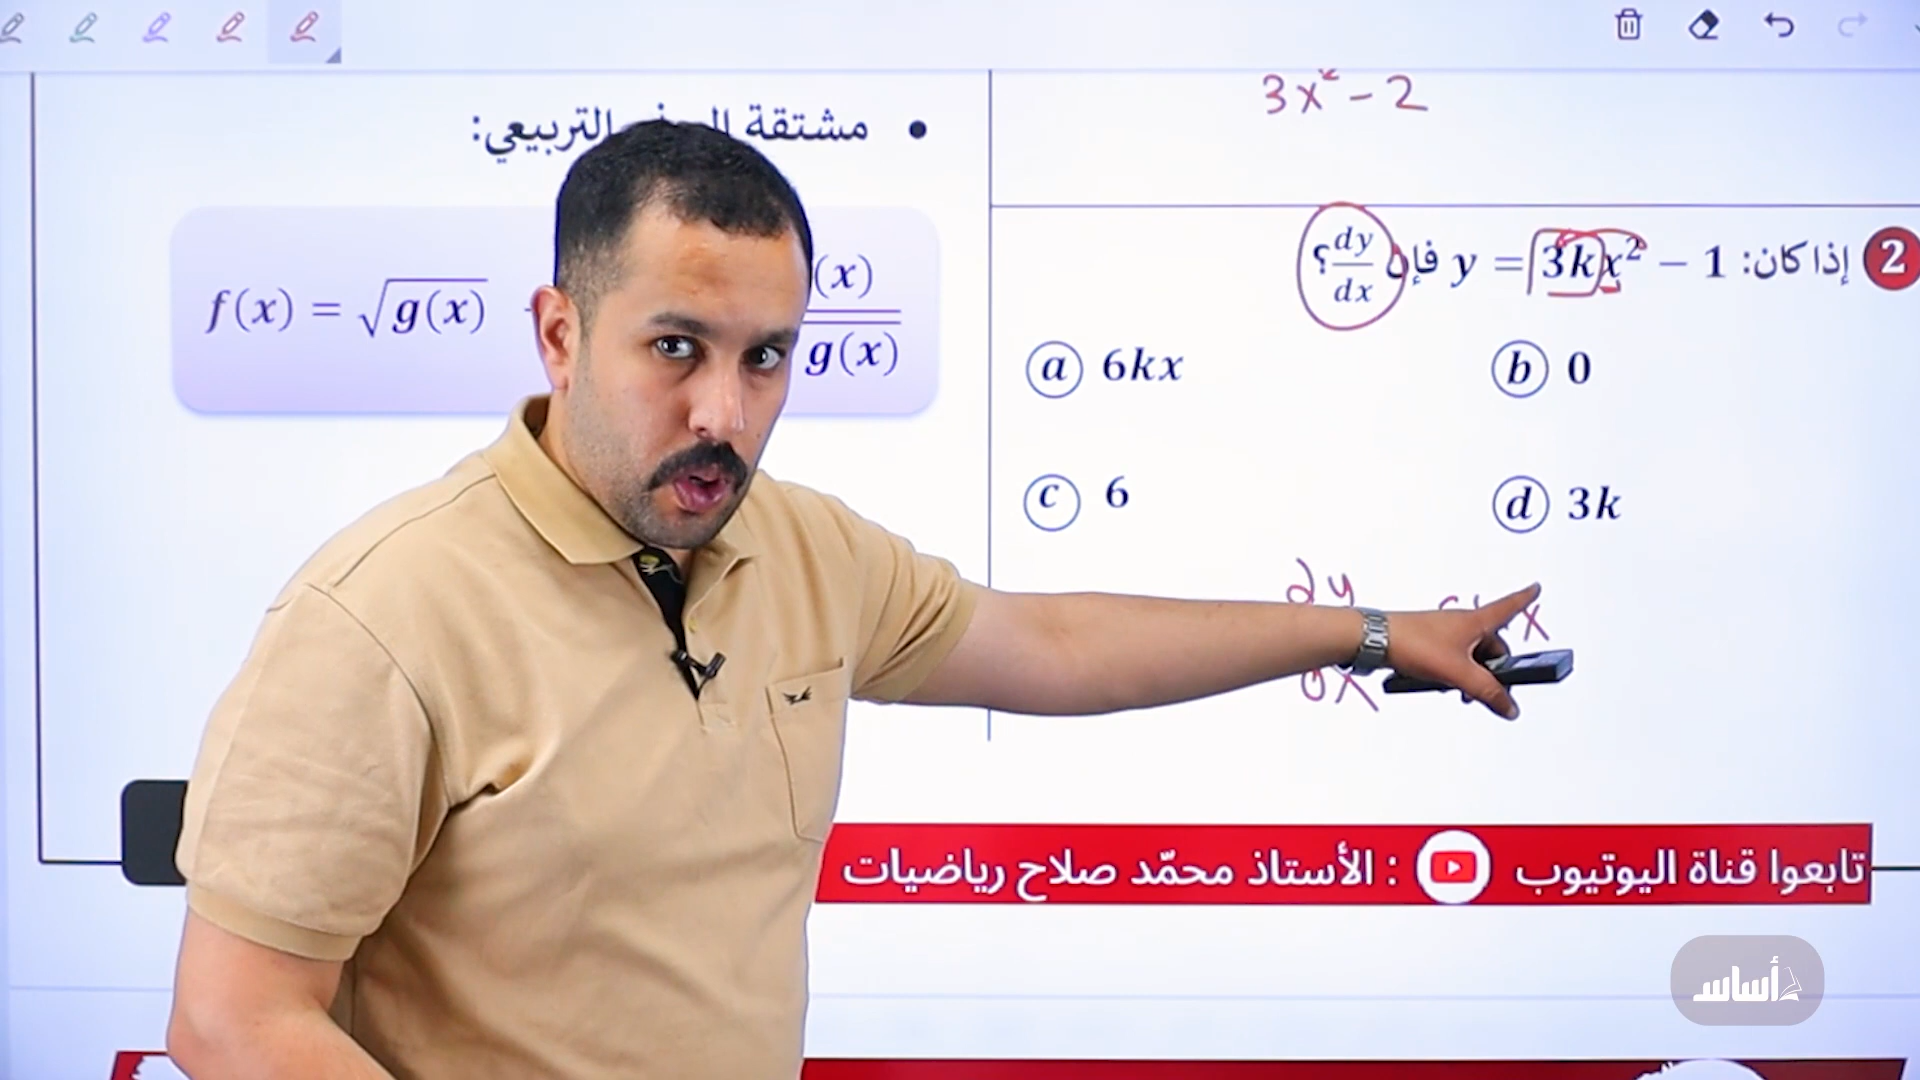 3x² - 2
• مشتقة التربيعي:
f(x) = √g(x)
(x)
g(x)
2 إذا كان: y = 3kx² − 1 فإن dy/dx ؟
a 6kx
b 0
c 6
d 3k
dy
dx
x
تابعوا قناة اليوتيوب : الأستاذ محمّد صلاح رياضيات
أساس